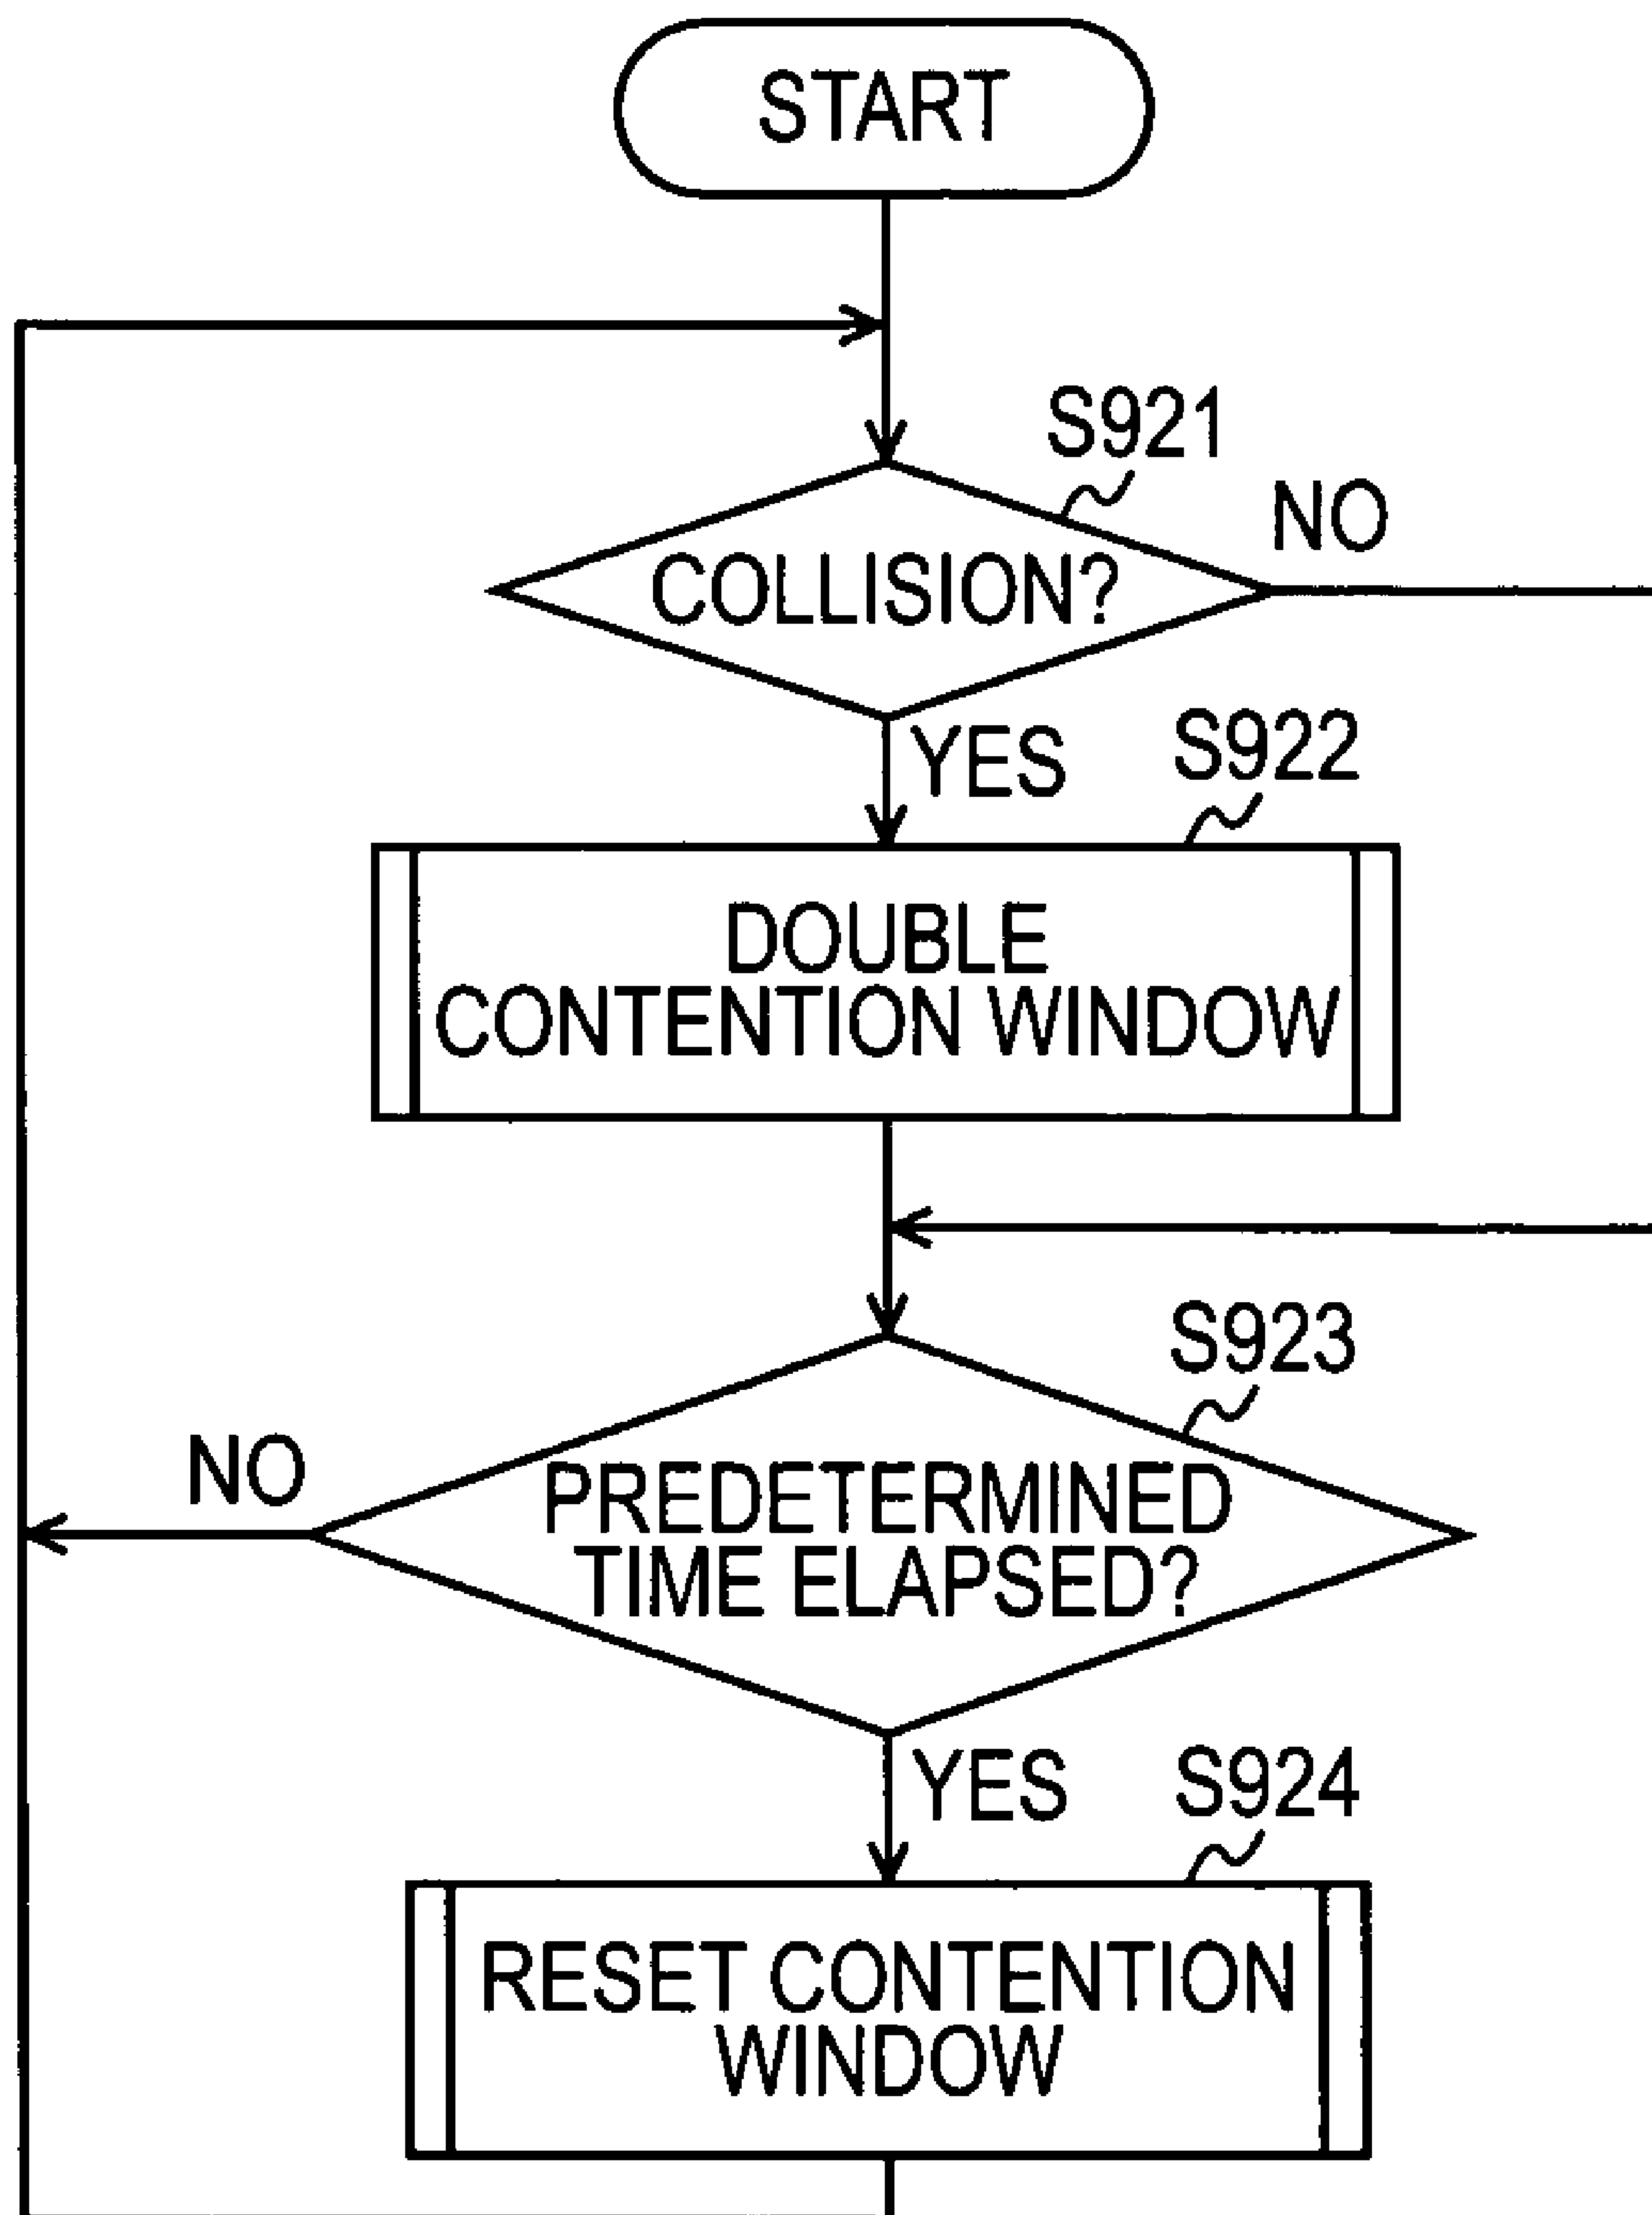 START
S921
NO
COLLISION?
YES
S922
DOUBLE
CONTENTION WINDOW
S923
NO
PREDETERMINED
TIME ELAPSED?
YES
S924
RESET CONTENTION
WINDOW